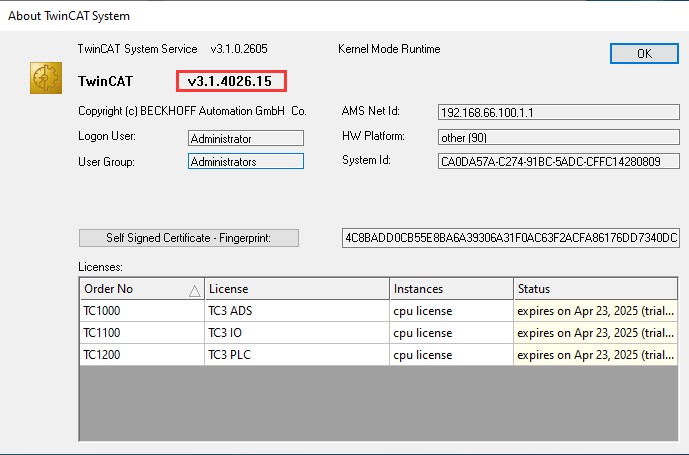 About TwinCAT System
TwinCAT System Service v3.1.0.2605 Kernel Mode Runtime
OK
TwinCAT v3.1.4026.15
Copyright (c) BECKHOFF Automation GmbH Co. AMS Net Id: 192.168.66.100.1.1
Logon User: Administrator HW Platform: other (90)
User Group: Administrators System Id: CA0DA57A-C274-91BC-5ADC-CFFC14280809
Self Signed Certificate - Fingerprint: 4C8BADD0CB55E8BA6A39306A31F0AC63F2ACFA86176DD7340DC
Licenses:
Order No License Instances Status
TC1000 TC3 ADS cpu license expires on Apr 23, 2025 (trial...
TC1100 TC3 IO cpu license expires on Apr 23, 2025 (trial...
TC1200 TC3 PLC cpu license expires on Apr 23, 2025 (trial...